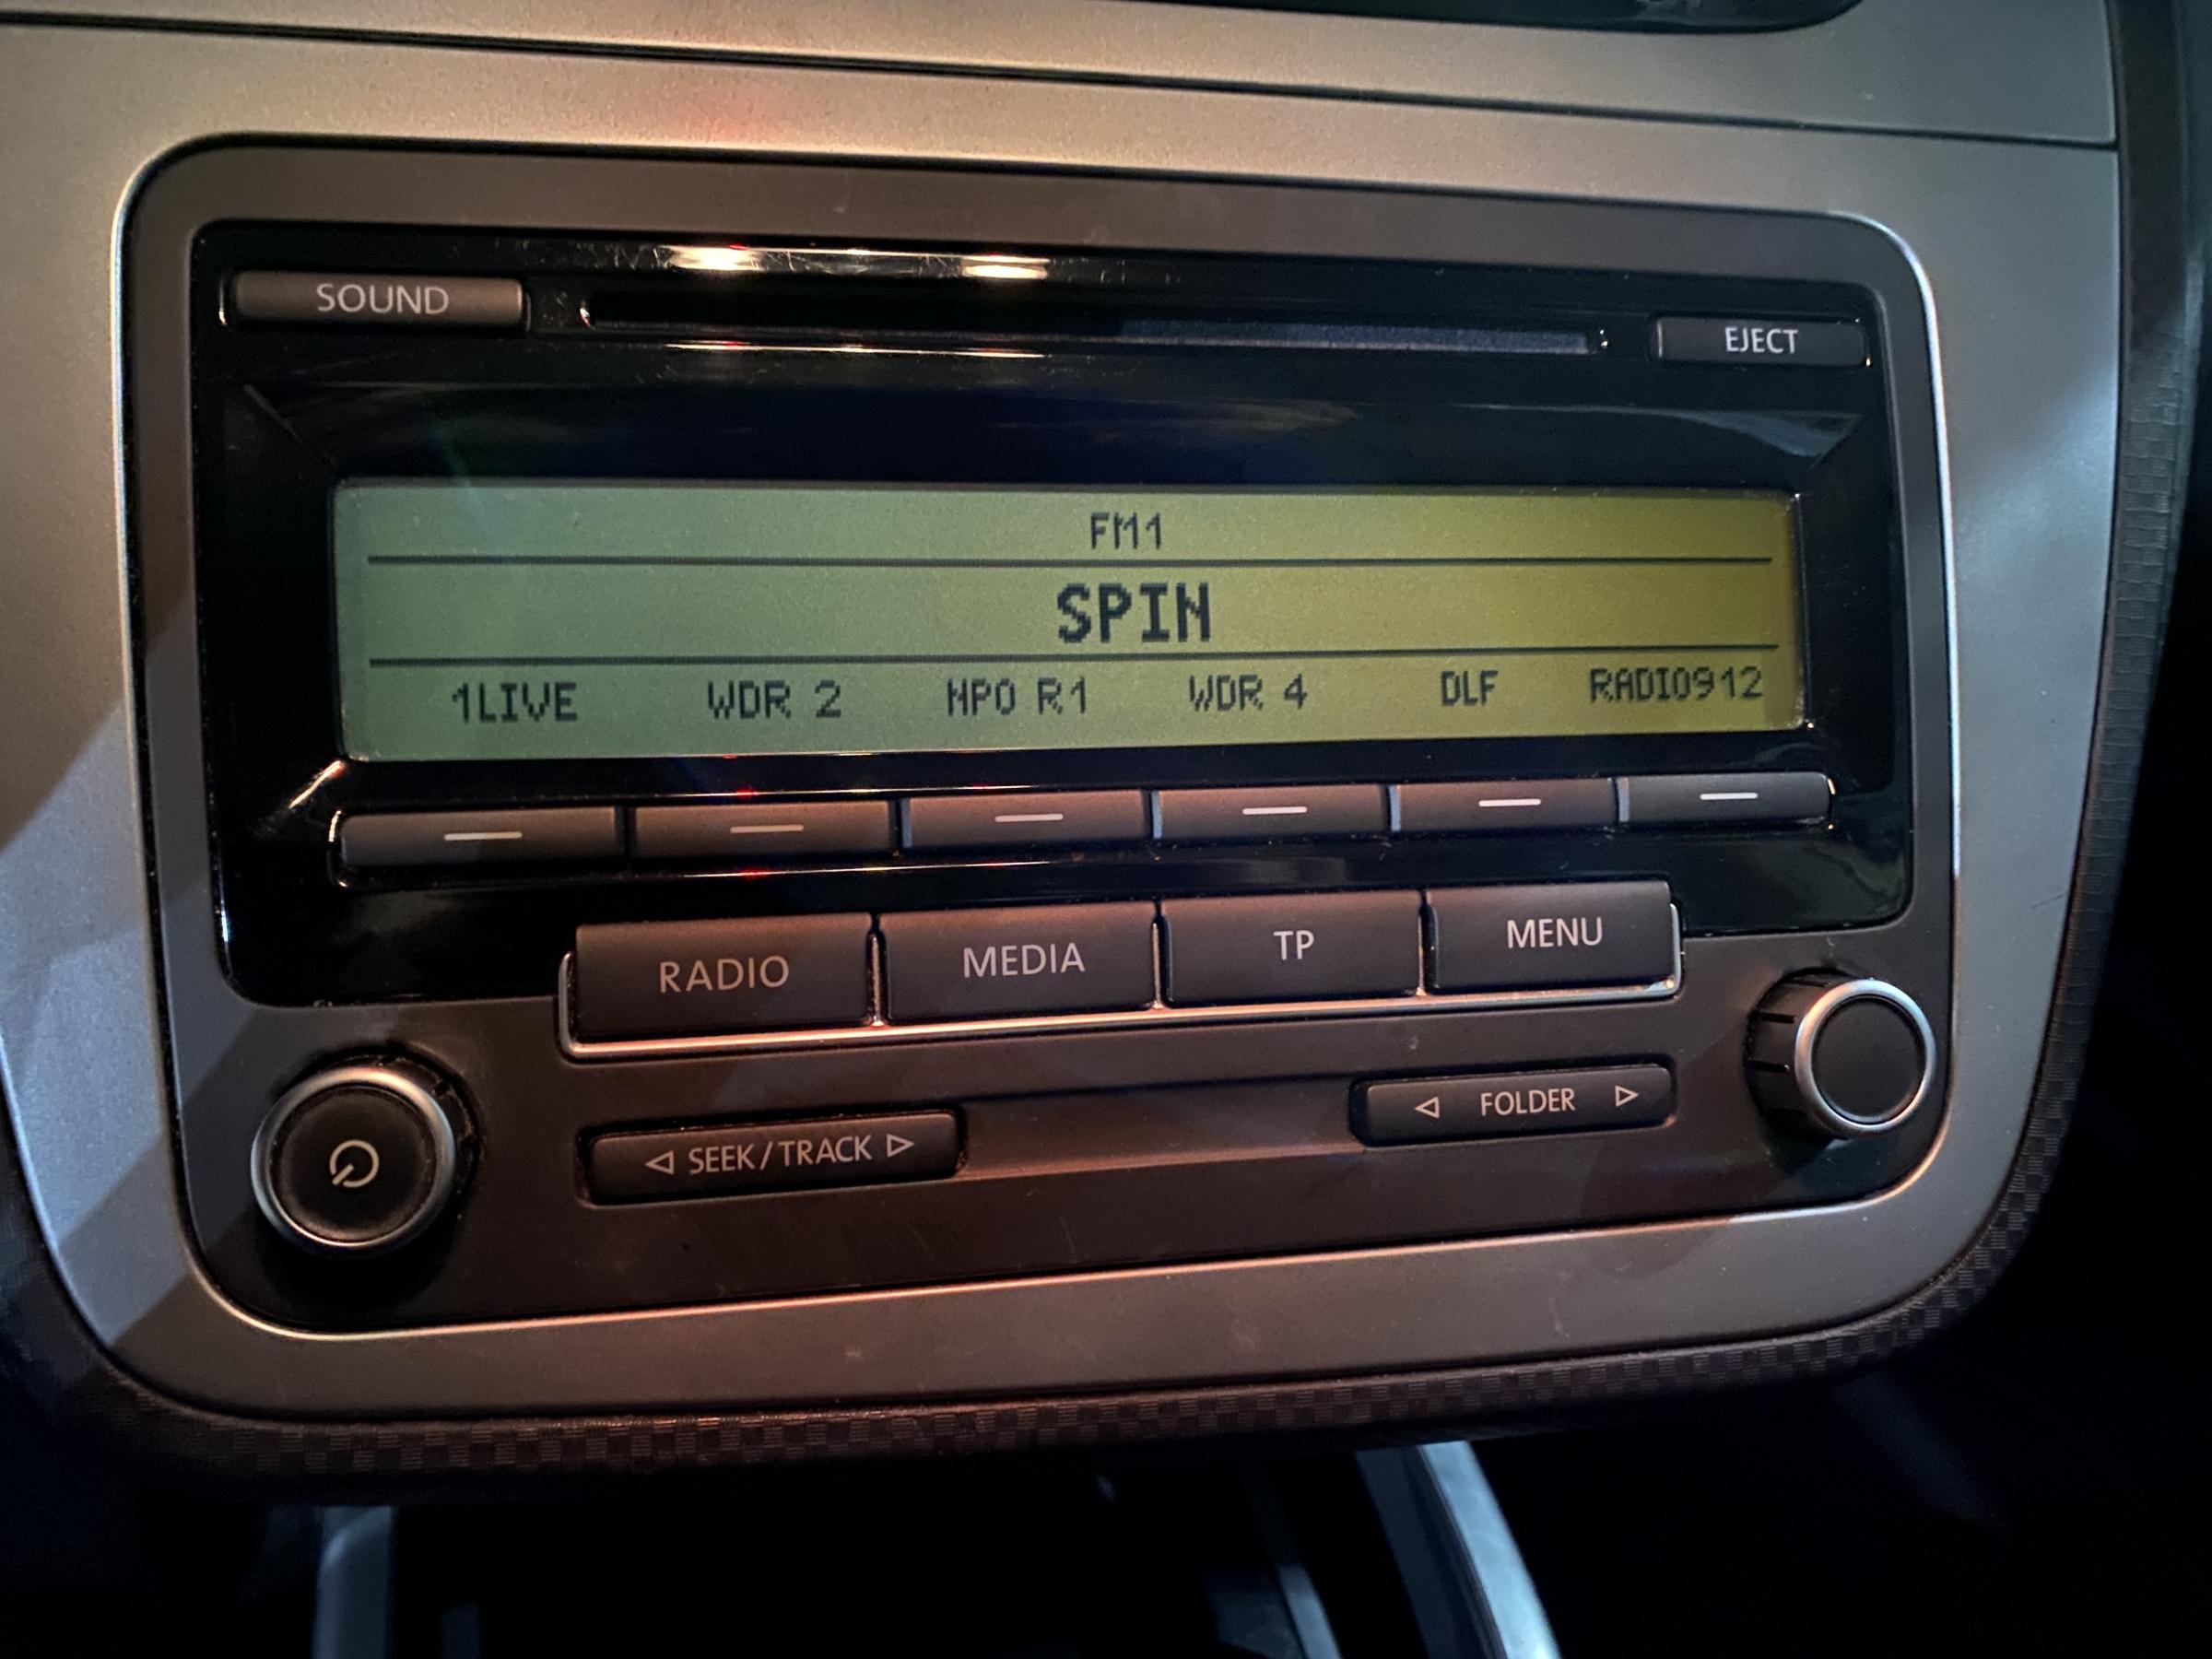 SOUND
EJECT
FM1
SPIN
1LIVE WDR 2 NPO R1 WDR 4 DLF RADIO912
RADIO MEDIA TP MENU
SEEK/TRACK FOLDER